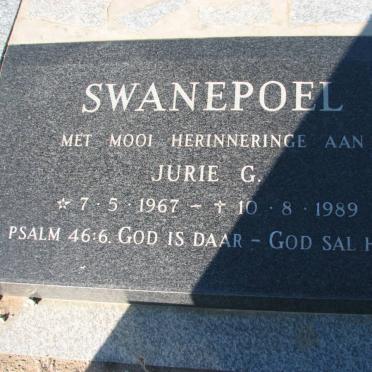 SWANEPOEL
MET MOOI HERINNERINGE AAN
JURIE G.
☆ 7 · 5 · 1967 – ✝ 10 · 8 · 1989
PSALM 46:6. GOD IS DAAR – GOD SAL